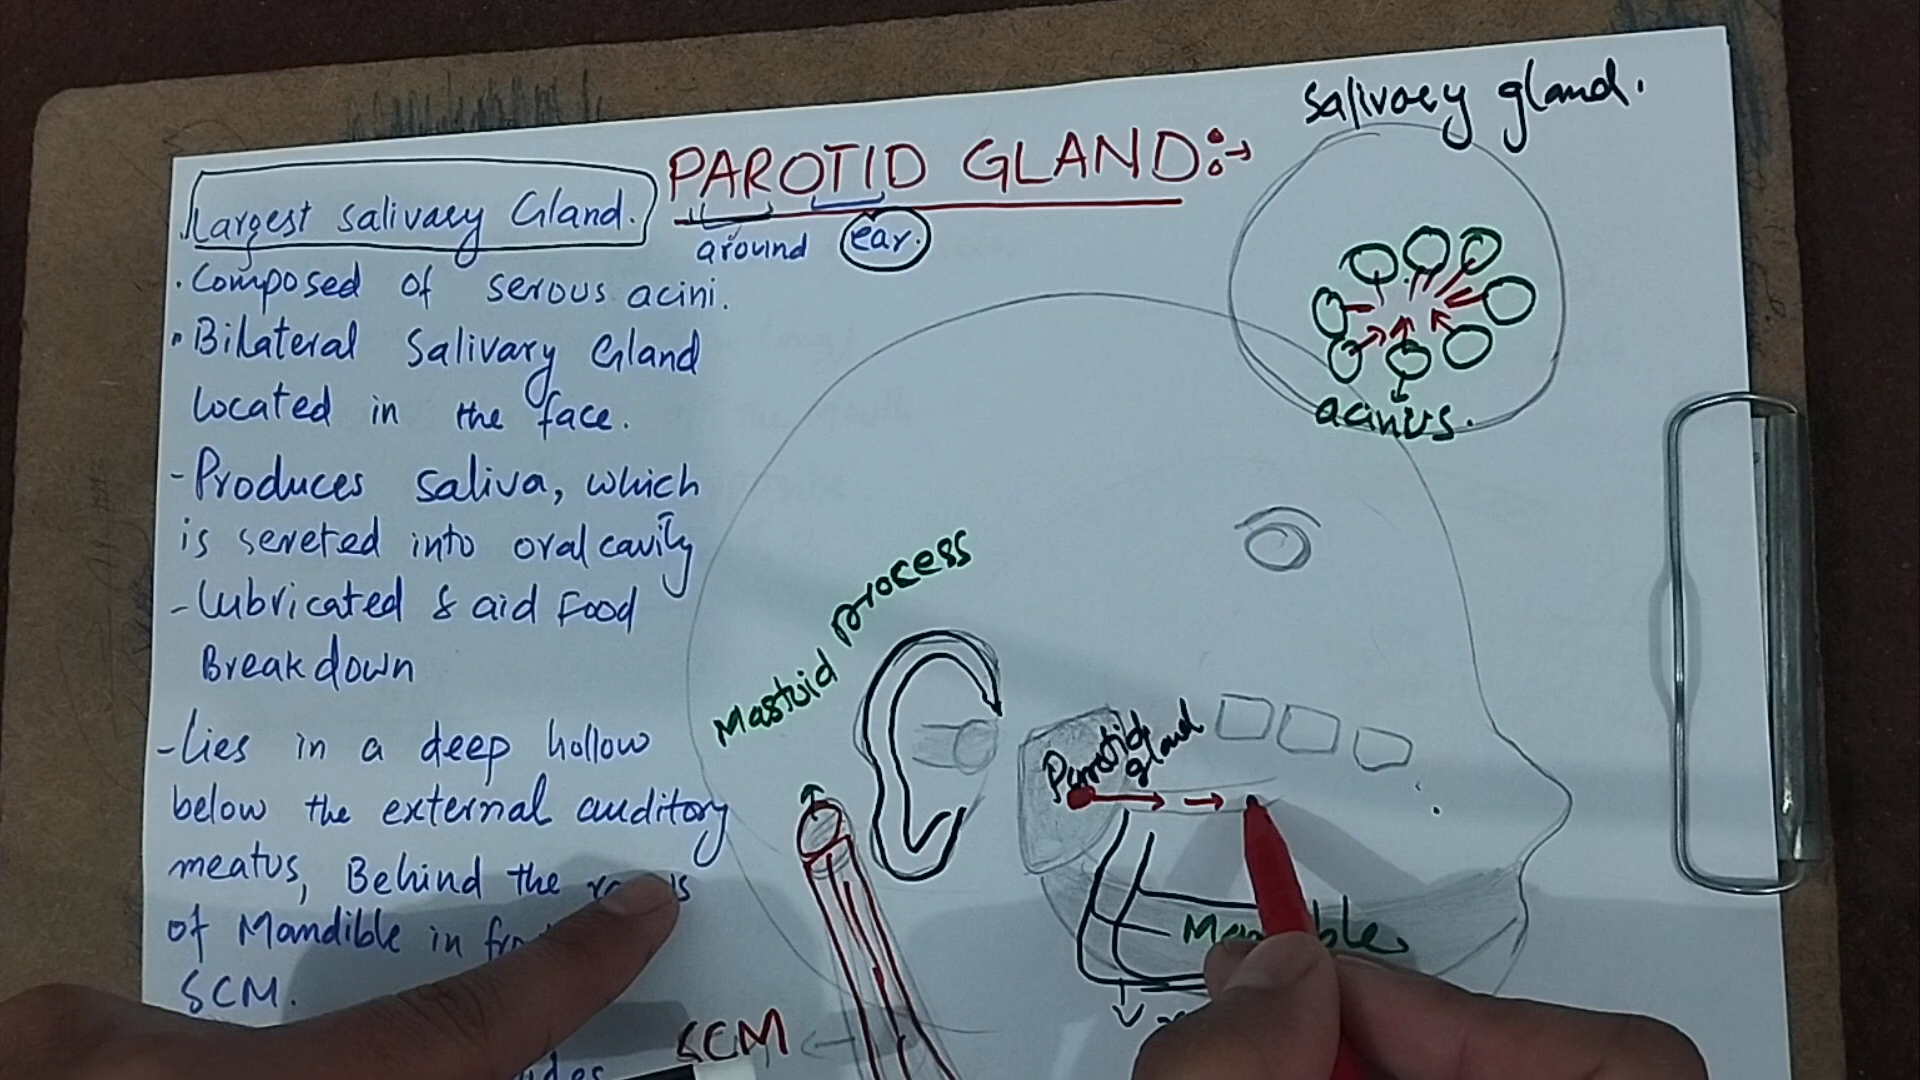 salivary gland.
PAROTID GLAND:→
around ear.
Largest salivary Gland.
• Composed of serous acini.
• Bilateral salivary Gland
located in the face.
- Produces saliva, which
is sereted into oral cavity
- Lubricated & aid Food
Breakdown
- Lies in a deep hollow
below the external auditory
meatus, Behind the
of Mandible in
SCM.
acinus.
Mastoid process
Parotid
gland
SCM